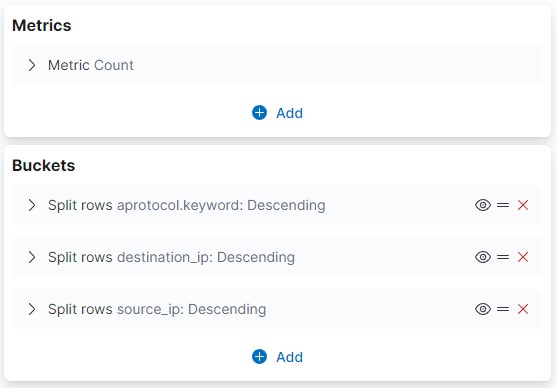 Metrics
Metric Count
Add
Buckets
Split rows aprotocol.keyword: Descending
Split rows destination_ip: Descending
Split rows source_ip: Descending
Add